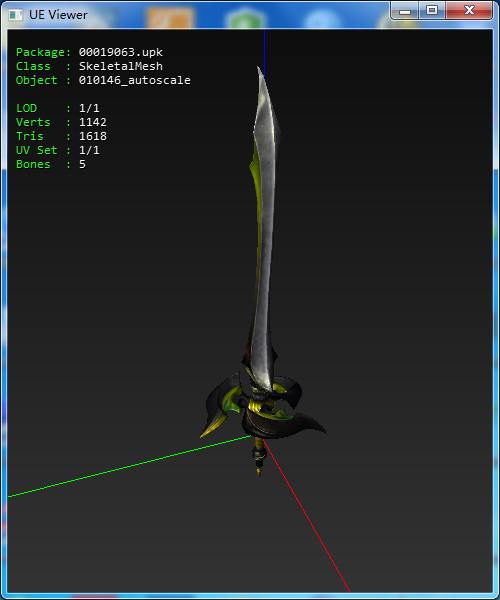 UE Viewer
Package: 00019063.upk
Class : SkeletalMesh
Object : 010146_autoscale
LOD : 1/1
Verts : 1142
Tris : 1618
UV Set : 1/1
Bones : 5